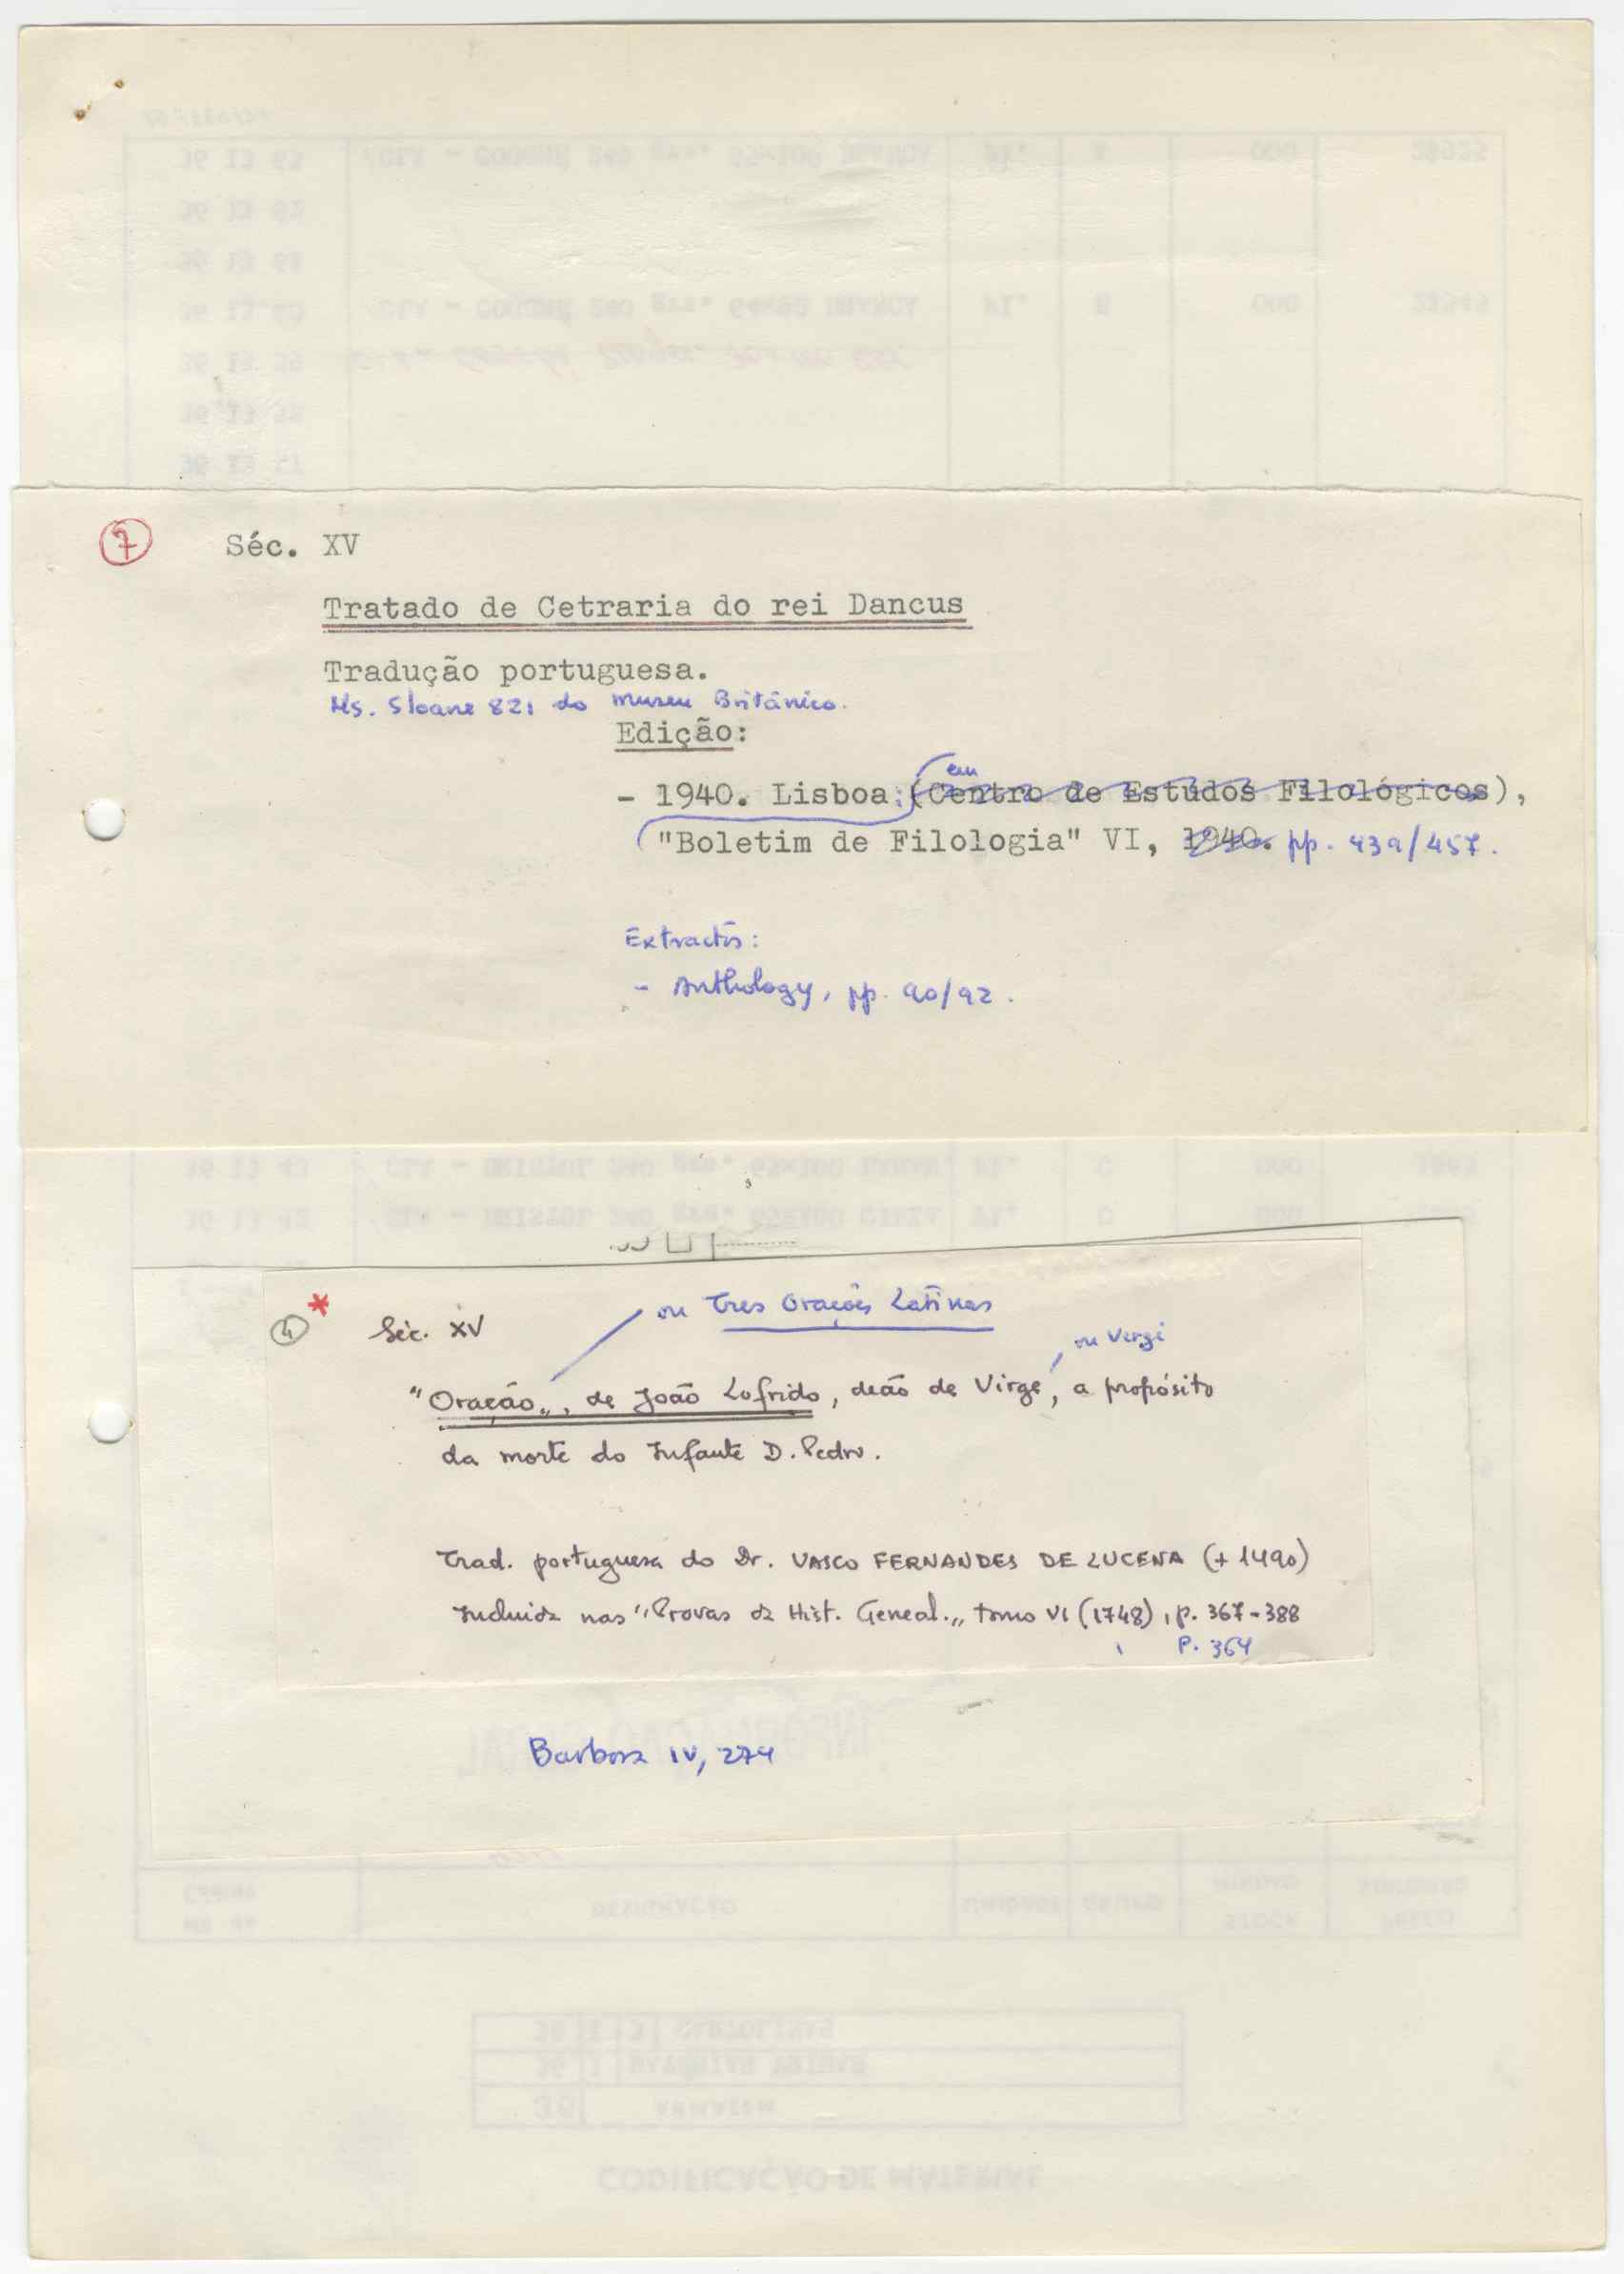 7 Séc. XV
Tratado de Cetraria do rei Dancus
Tradução portuguesa.
Ms. Sloane 821 do Museu Británico.
Edição:
em
- 1940. Lisboa: (Centro de Estudos Filológicos),
"Boletim de Filologia" VI, 1940. pp. 439/457.
Extractos:
- Anthology, pp. 90/92.
ou Tres Orações Latinas
4 * Séc. XV
ou Vergi
"Oração„, de João Lofrido, deão de Virge, a propósito
da morte do Infante D. Pedro.
Trad. portuguesa do Dr. VASCO FERNANDES DE LUCENA (+ 1490)
Incluida nas "Provas da Hist. Geneal.„ tomo VI (1748), p. 367-388
P. 364
Barbosa IV, 274